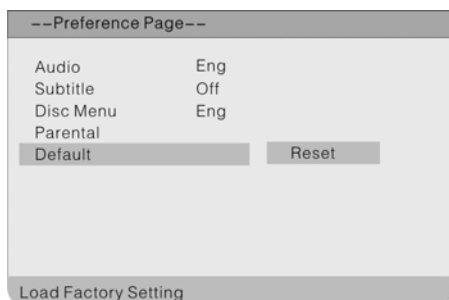 --Preference Page--
Audio Eng
Subtitle Off
Disc Menu Eng
Parental
Default Reset
Load Factory Setting